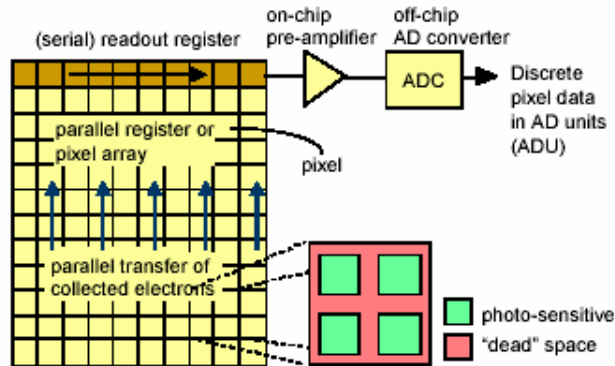 on-chip
pre-amplifier
off-chip
AD converter
(serial) readout register
ADC
Discrete
pixel data
in AD units
(ADU)
parallel register or
pixel array
pixel
parallel transfer of
collected electrons
photo-sensitive
"dead" space